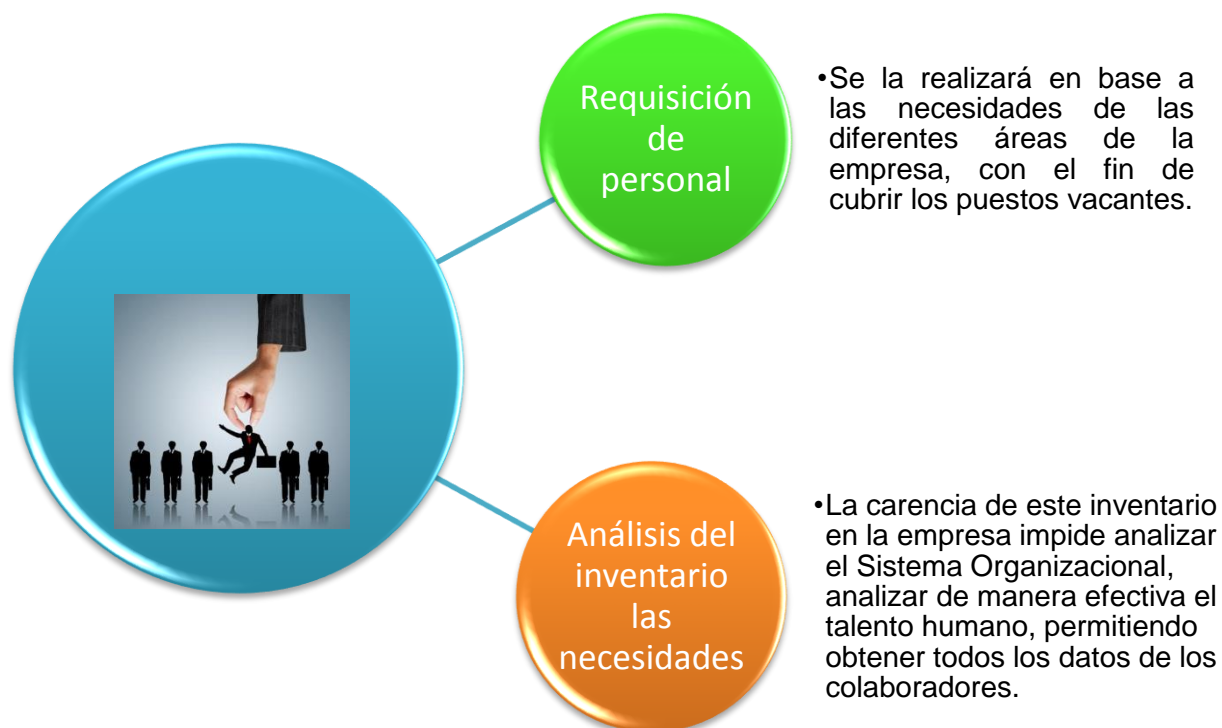 Requisición
de
personal
•Se la realizará en base a
las necesidades de las
diferentes áreas de la
empresa, con el fin de
cubrir los puestos vacantes.
Análisis del
inventario
las
necesidades
•La carencia de este inventario
en la empresa impide analizar
el Sistema Organizacional,
analizar de manera efectiva el
talento humano, permitiendo
obtener todos los datos de los
colaboradores.